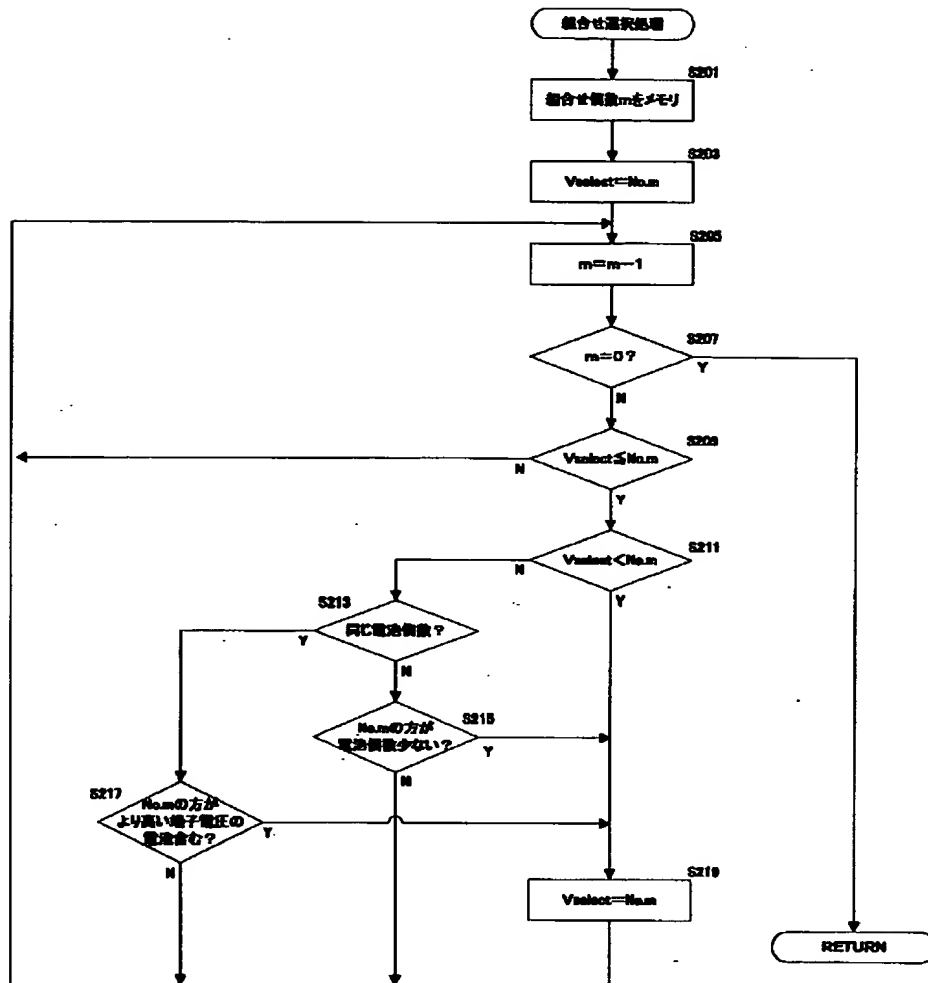 組合せ選択処理
S201
組合せ個数mをメモリ
S203
Vselect=No.m
S205
m=m-1
S207
m=0?
Y
N
S209
Vselect≦No.m
N
Y
S211
Vselect<No.m
N
Y
S213
同じ電池個数?
Y
N
S215
No.mの方が
電池個数少ない?
Y
N
S217
No.mの方が
より高い端子電圧の
電池含む?
Y
N
S219
Vselect=No.m
RETURN